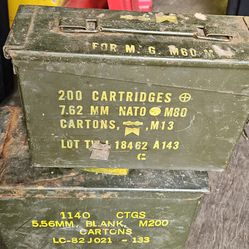 FOR M.G. M60-M
200 CARTRIDGES ⊕
7.62 MM NATO M80
CARTONS, M13
LOT TW-L 18462 A143
C
1140 CTGS
5.56MM, BLANK, M200
CARTONS
LC-82J021-133